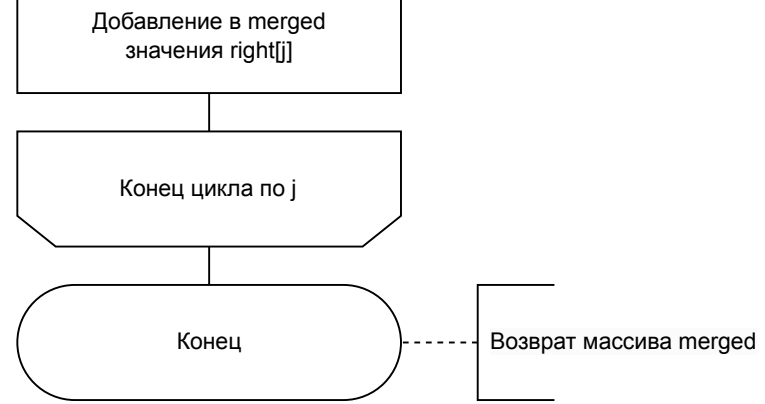 Добавление в merged
значения right[j]
Конец цикла по j
Конец
Возврат массива merged